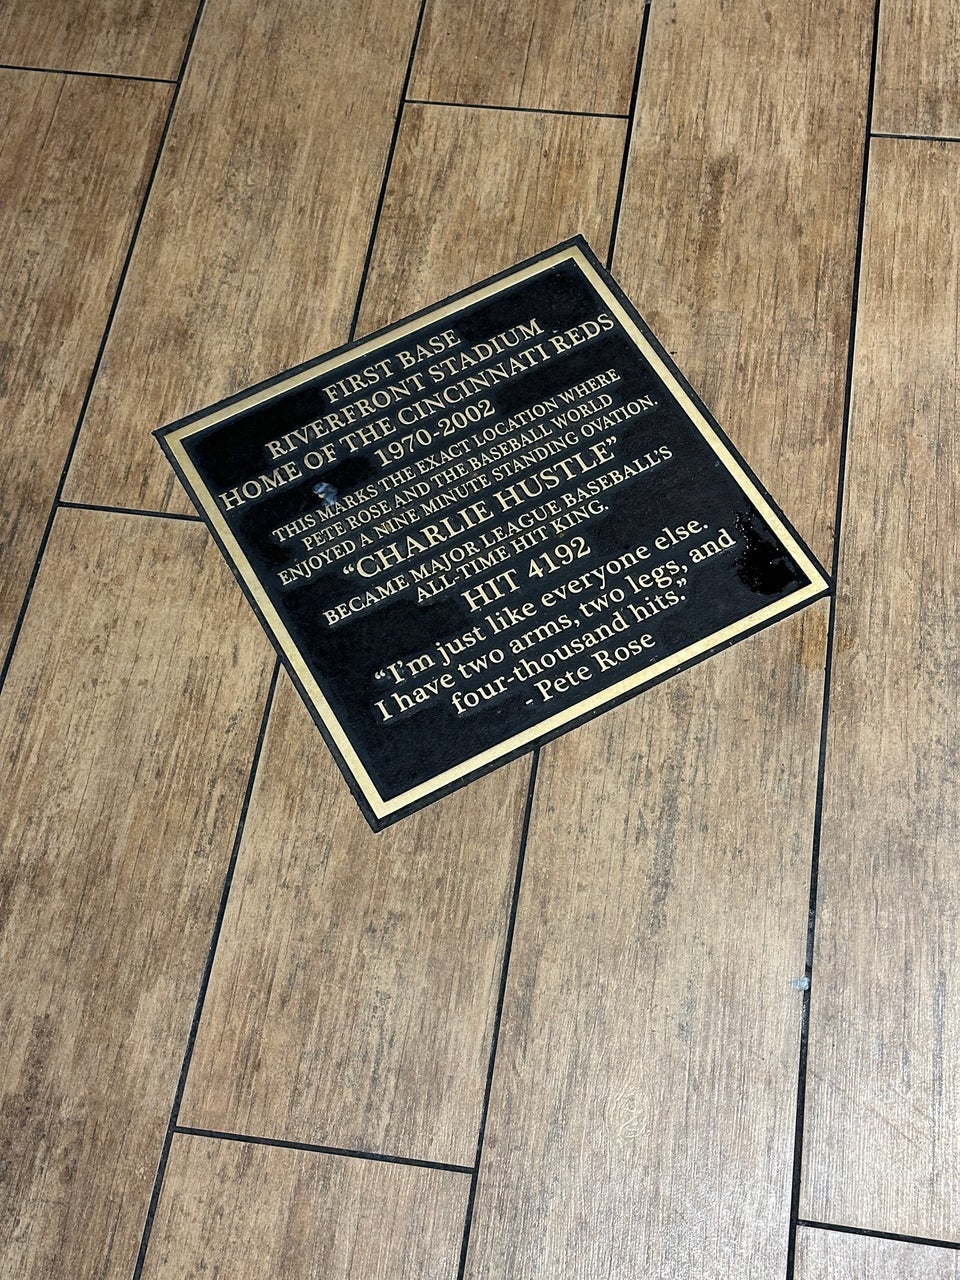 FIRST BASE
RIVERFRONT STADIUM
HOME OF THE CINCINNATI REDS
1970-2002
THIS MARKS THE EXACT LOCATION WHERE
PETE ROSE AND THE BASEBALL WORLD
ENJOYED A NINE MINUTE STANDING OVATION.
“CHARLIE HUSTLE”
BECAME MAJOR LEAGUE BASEBALL'S
ALL-TIME HIT KING.
HIT 4192
“I'm just like everyone else.
I have two arms, two legs, and
four-thousand hits.”
- Pete Rose